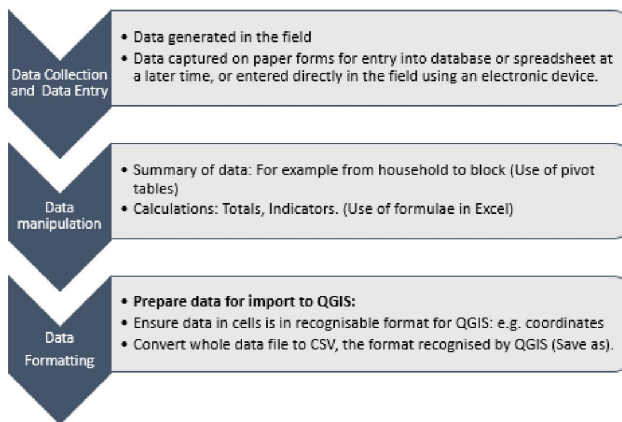 Data Collection
and Data Entry
• Data generated in the field
• Data captured on paper forms for entry into database or spreadsheet at
a later time, or entered directly in the field using an electronic device.
Data
manipulation
• Summary of data: For example from household to block (Use of pivot
tables)
• Calculations: Totals, Indicators. (Use of formulae in Excel)
Data
Formatting
• Prepare data for import to QGIS:
• Ensure data in cells is in recognisable format for QGIS: e.g. coordinates
• Convert whole data file to CSV, the format recognised by QGIS (Save as).